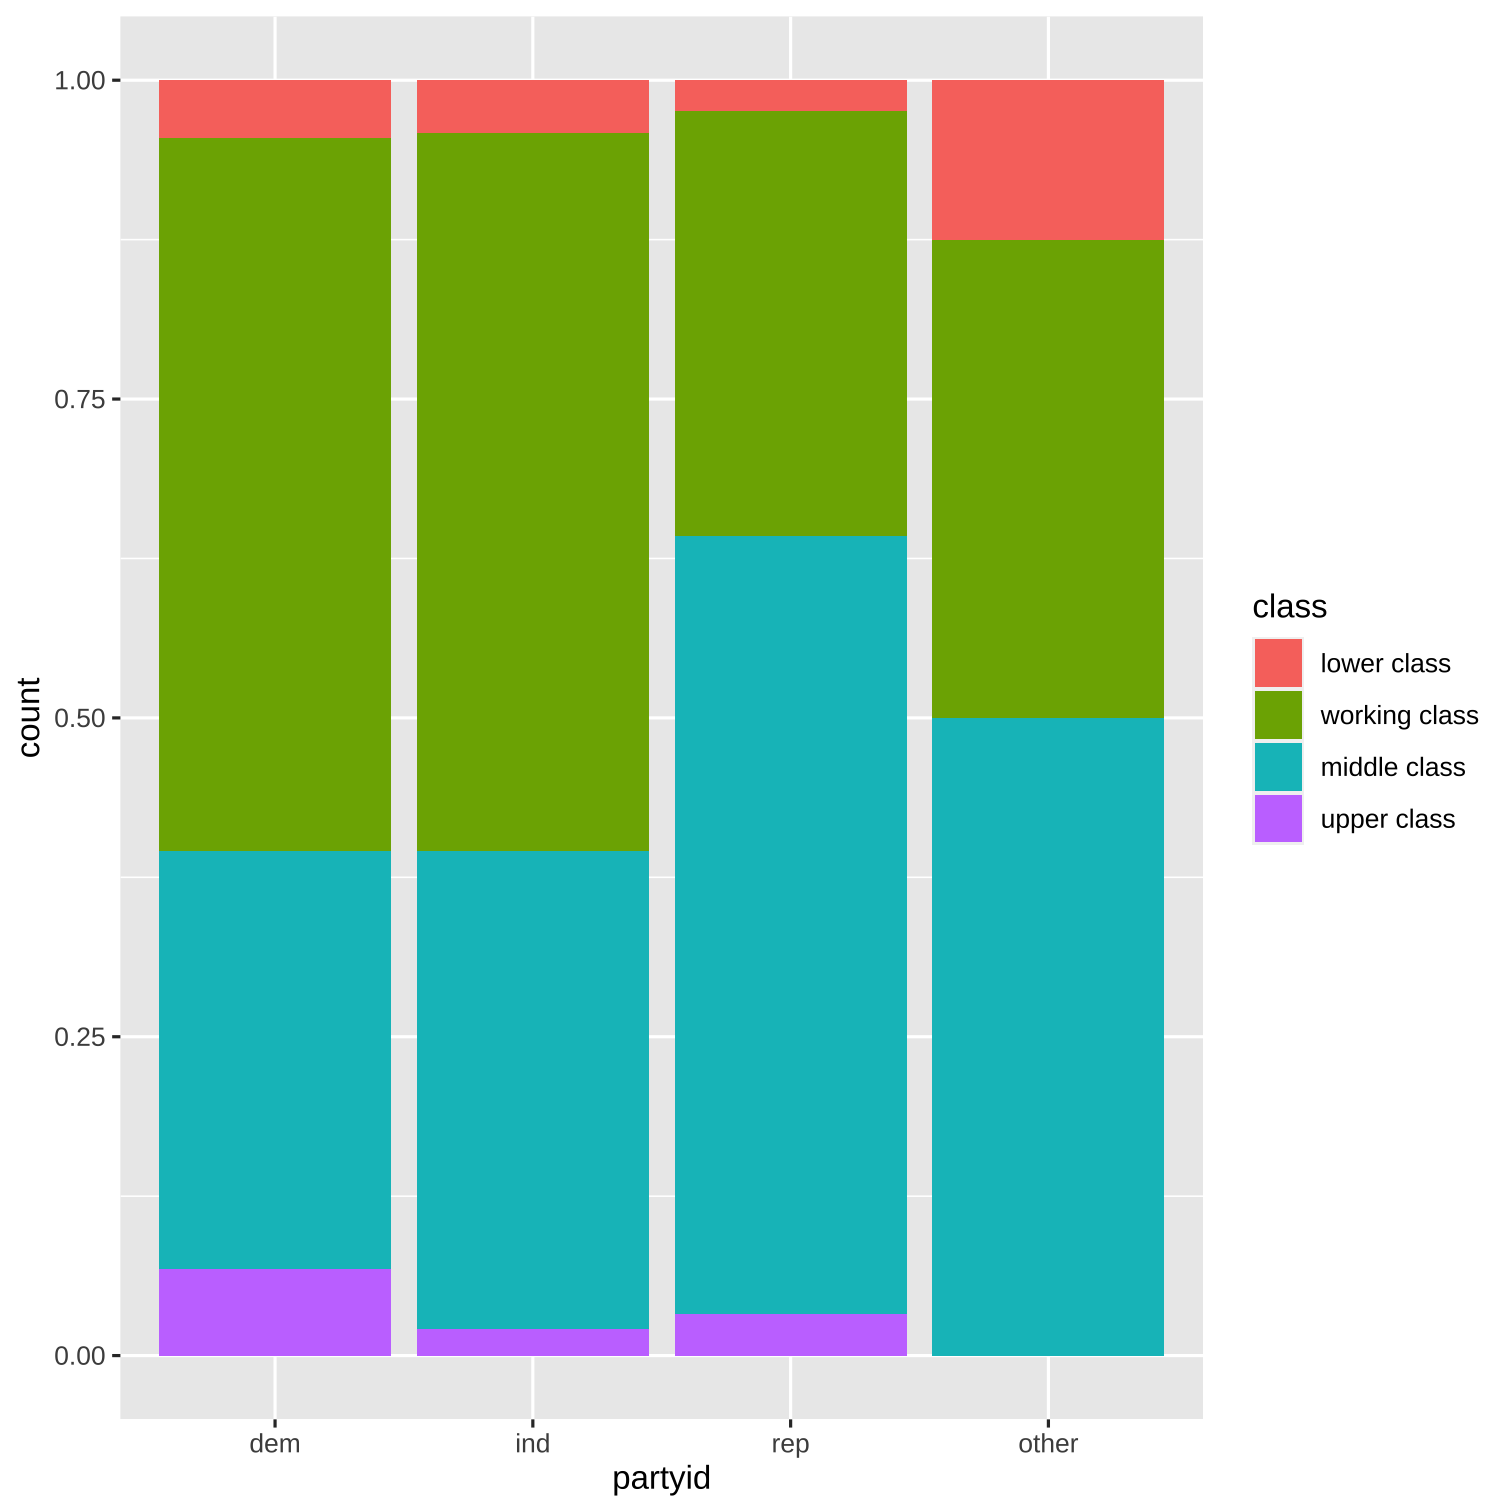 1.00
0.75
0.50
0.25
0.00
count
dem ind rep other
partyid
class
lower class
working class
middle class
upper class